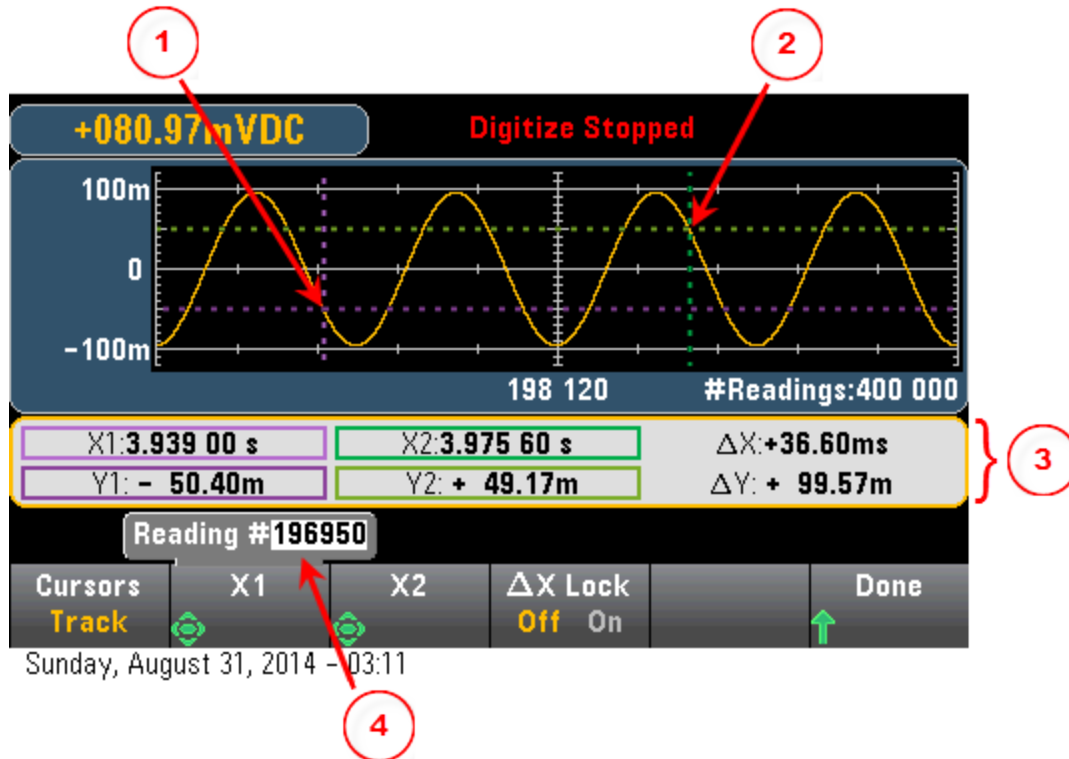 1
2
+080.97mVDC
Digitize Stopped
100m
0
-100m
198 120
#Readings:400 000
X1:3.939 00 s
X2:3.975 60 s
ΔX:+36.60ms
Y1: - 50.40m
Y2: + 49.17m
ΔY: + 99.57m
3
Reading #196950
Cursors
X1
X2
ΔX Lock
Done
Track
Off On
Sunday, August 31, 2014 - 03:11
4